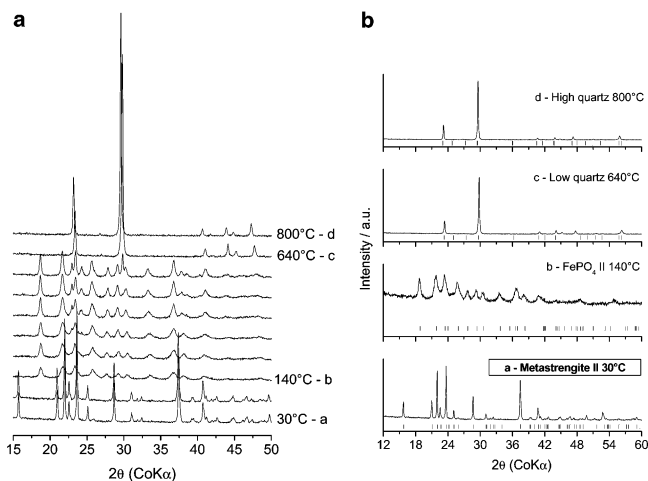 a
800°C - d
640°C - c
140°C - b
30°C - a
15 20 25 30 35 40 45 50
2θ (CoKα)
b
Intensity / a.u.
d - High quartz 800°C
c - Low quartz 640°C
b - FePO₄ II 140°C
a - Metastrengite II 30°C
12 18 24 30 36 42 48 54 60
2θ (CoKα)